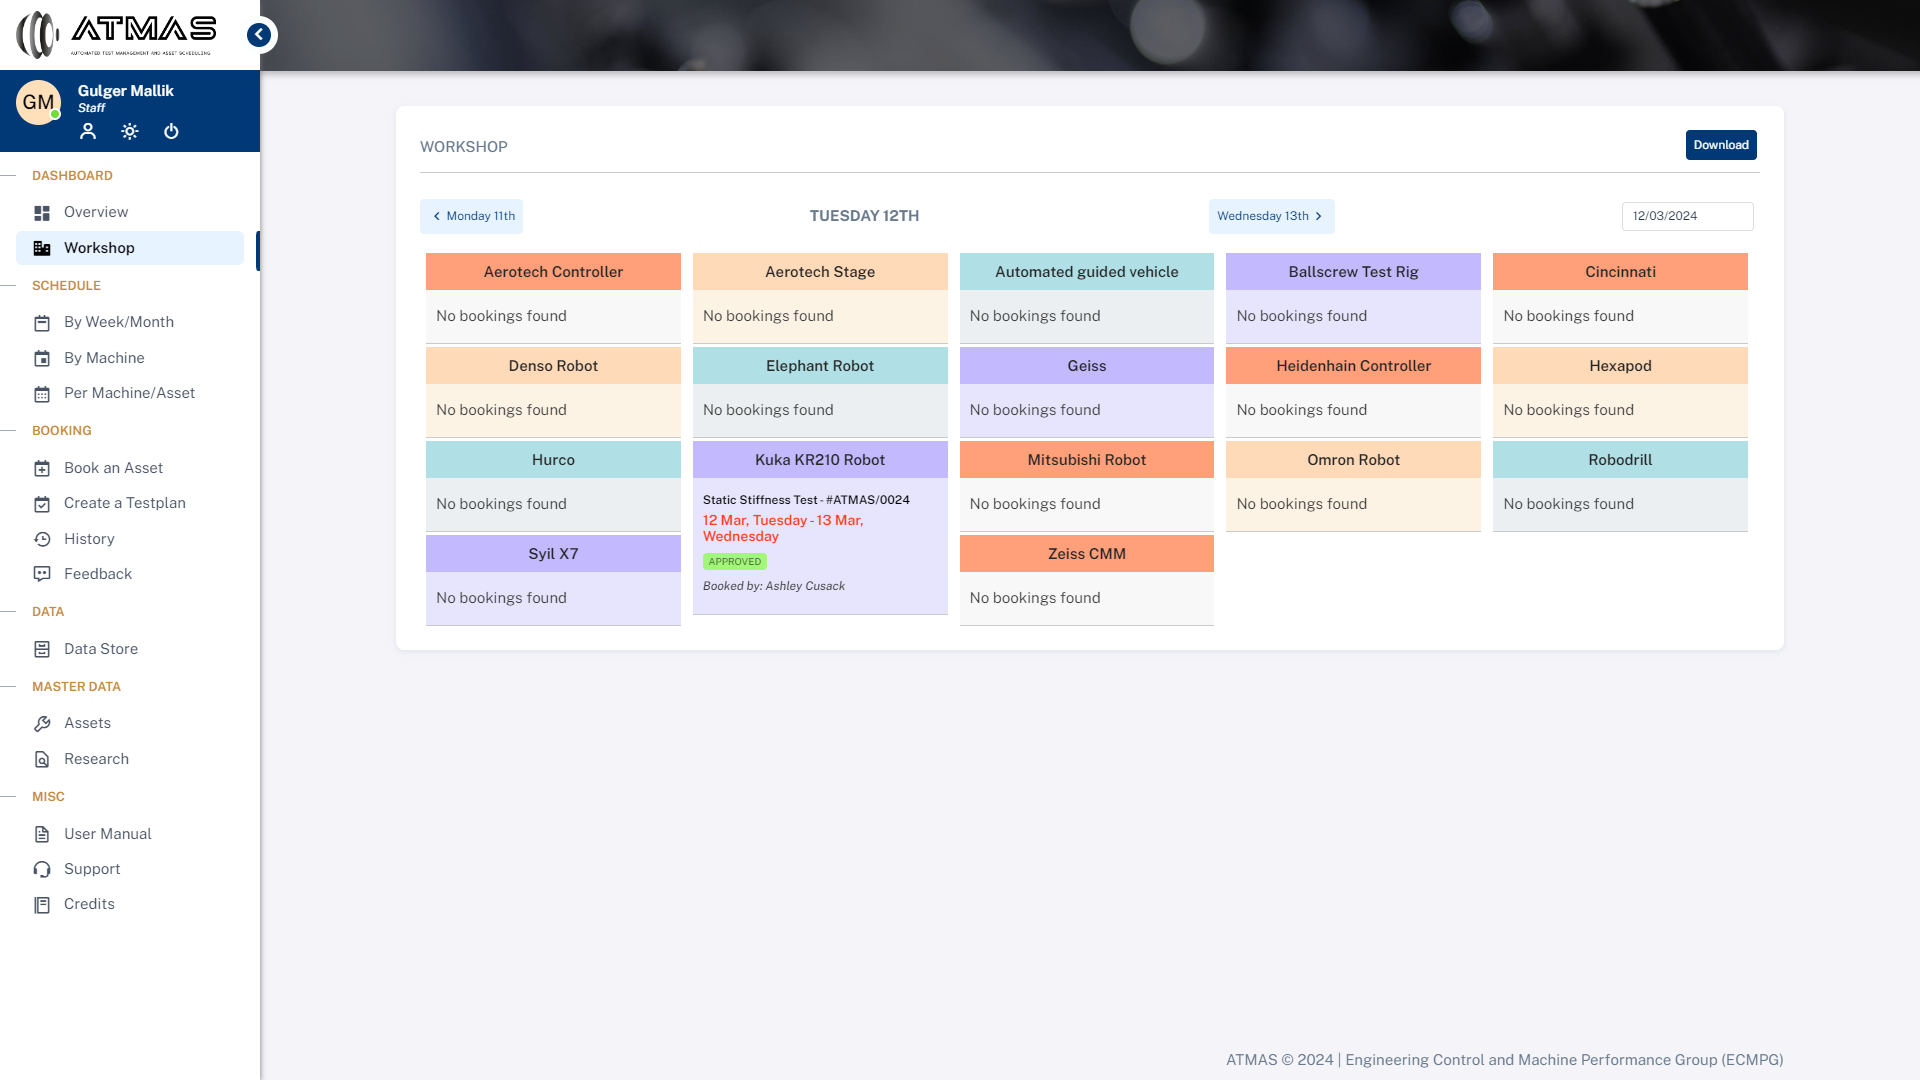 ATMAS
AUTOMATED TEST MANAGEMENT AND ASSET SCHEDULING
GM
Gulger Mallik
Staff
DASHBOARD
Overview
Workshop
SCHEDULE
By Week/Month
By Machine
Per Machine/Asset
BOOKING
Book an Asset
Create a Testplan
History
Feedback
DATA
Data Store
MASTER DATA
Assets
Research
MISC
User Manual
Support
Credits
WORKSHOP
Download
Monday 11th
TUESDAY 12TH
Wednesday 13th
12/03/2024
Aerotech Controller
No bookings found
Aerotech Stage
No bookings found
Automated guided vehicle
No bookings found
Ballscrew Test Rig
No bookings found
Cincinnati
No bookings found
Denso Robot
No bookings found
Elephant Robot
No bookings found
Geiss
No bookings found
Heidenhain Controller
No bookings found
Hexapod
No bookings found
Hurco
No bookings found
Kuka KR210 Robot
Static Stiffness Test - #ATMAS/0024
12 Mar, Tuesday - 13 Mar,
Wednesday
APPROVED
Booked by: Ashley Cusack
Mitsubishi Robot
No bookings found
Omron Robot
No bookings found
Robodrill
No bookings found
Syil X7
No bookings found
Zeiss CMM
No bookings found
ATMAS © 2024 | Engineering Control and Machine Performance Group (ECMPG)